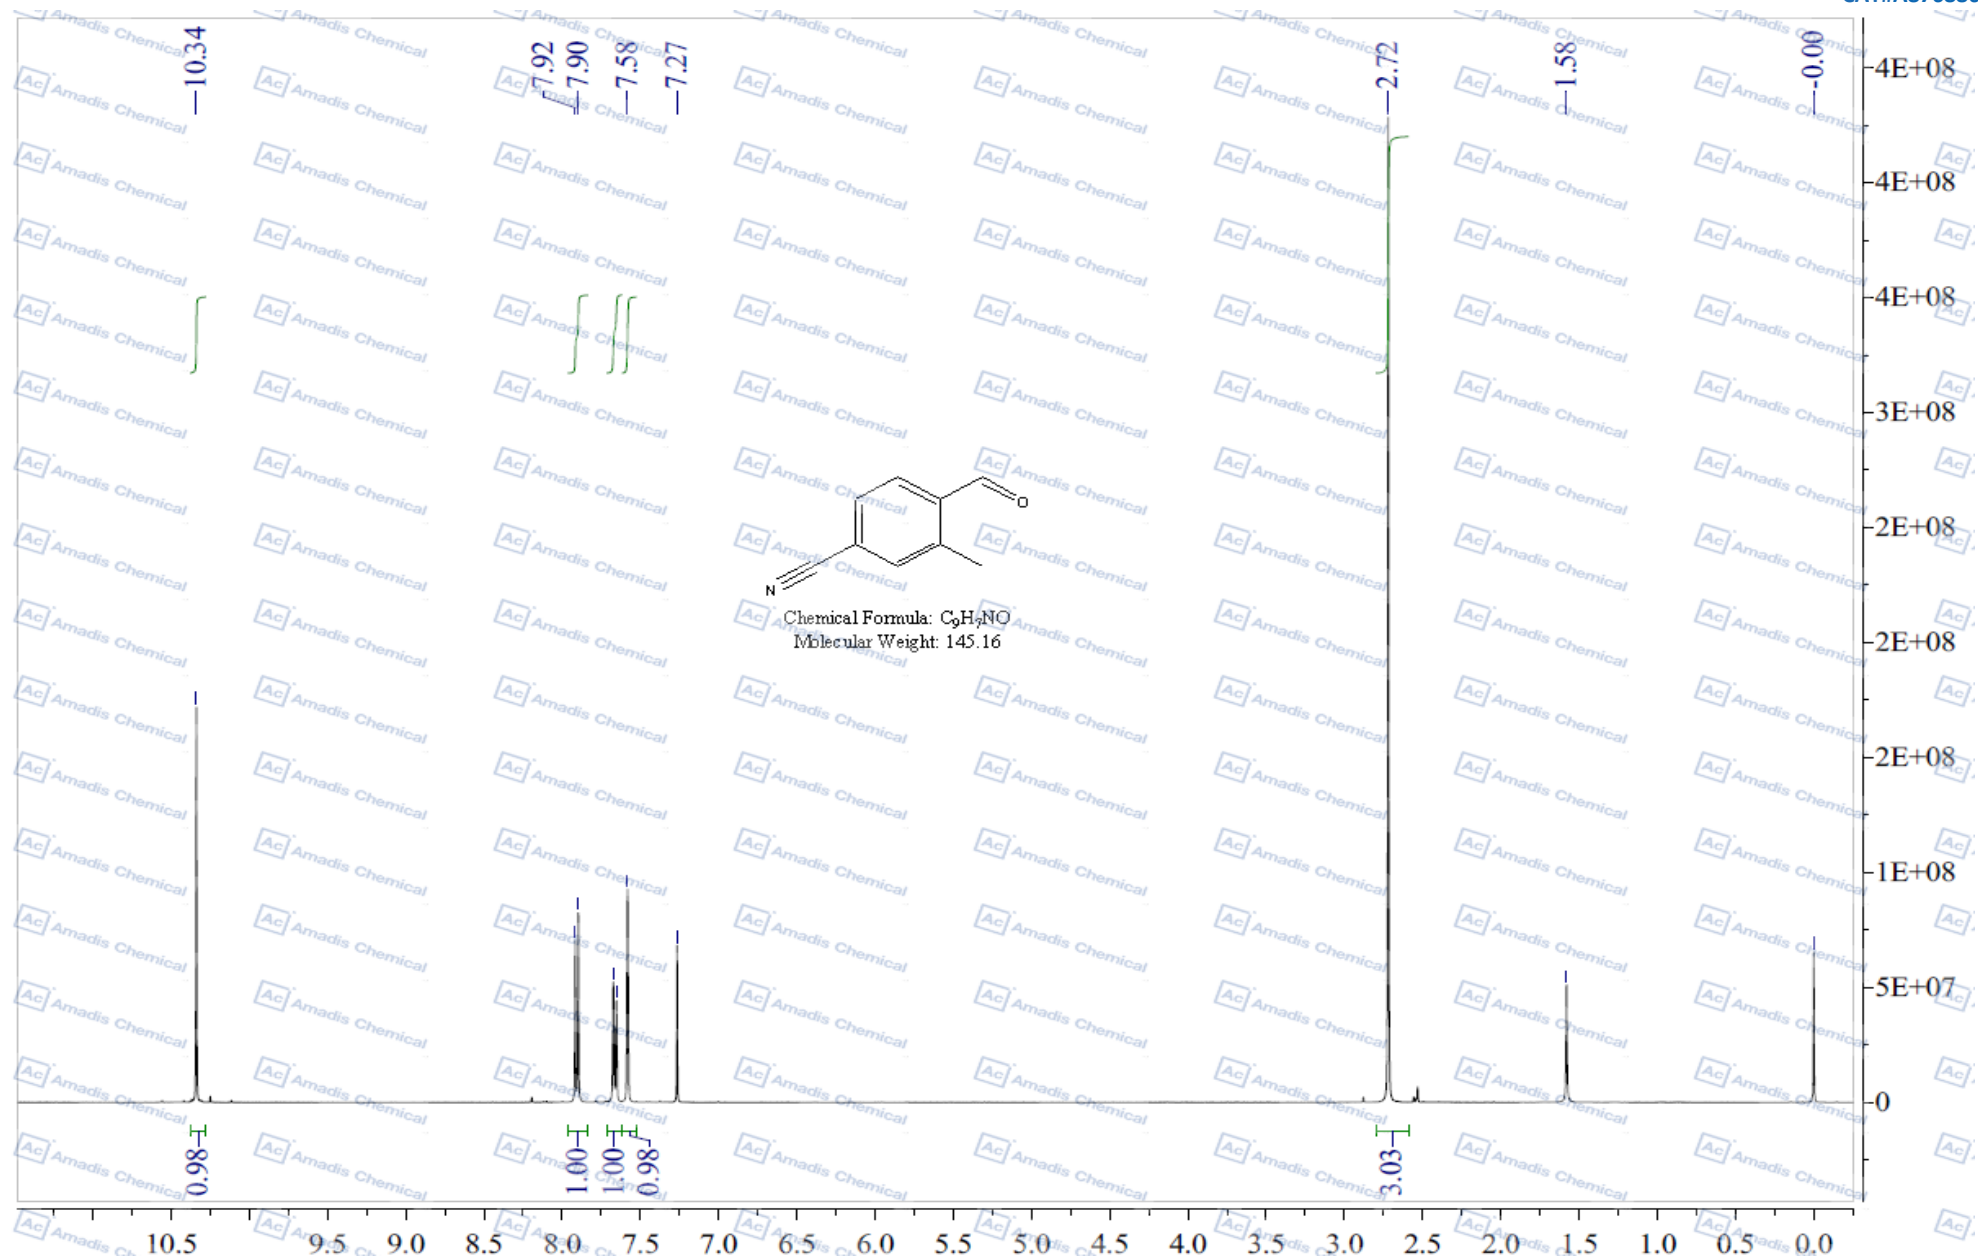 10.34
7.92
7.90
7.58
7.27
2.72
1.58
-0.00
4E+08
4E+08
4E+08
3E+08
2E+08
2E+08
2E+08
1E+08
5E+07
0
O
N
Chemical Formula: C₉H₇NO
Molecular Weight: 145.16
0.98
1.00
1.00
0.98
3.03
10.5 9.5 9.0 8.5 8.0 7.5 7.0 6.5 6.0 5.5 5.0 4.5 4.0 3.5 3.0 2.5 2.0 1.5 1.0 0.5 0.0
Ac Amadis Chemical